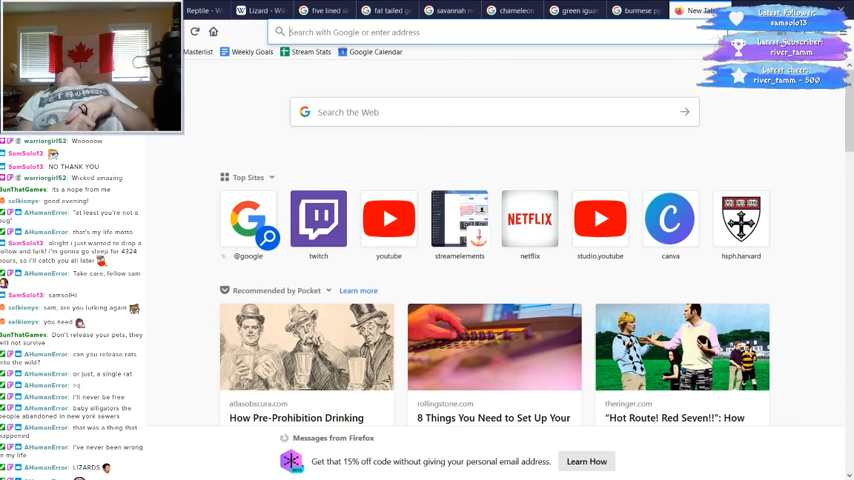 Reptile - W
Lizard - Wik
five lined sk
fat tailed ge
savannah m
chameleon
green iguan
burmese py
New Tab
Search with Google or enter address
Masterlist
Weekly Goals
Stream Stats
Google Calendar
Latest Follower:
samsolo13
Latest Subscriber:
river_tamm
Latest cheer:
river_tamm - 500
Search the Web
Top Sites
NETFLIX
@google
twitch
youtube
streamelements
netflix
studio.youtube
canva
hsph.harvard
Recommended by Pocket
Learn more
atlasobscura.com
How Pre-Prohibition Drinking
rollingstone.com
8 Things You Need to Set Up Your
theringer.com
“Hot Route! Red Seven!!”: How
Messages from Firefox
Get that 15% off code without giving your personal email address.
Learn How
warriorgirl52: Wooooow
SamSolo13:
SamSolo13: NO THANK YOU
warriorgirl52: Wicked amazing
GunThatGames: Its a nope from me
selkienyx: good evening!
AHumanError: "at least you're not a
bug"
AHumanError: that's my life motto
SamSolo13: alright i just wanted to drop a
follow and lurk! i'm gonna go sleep for 4324
hours, so i'll catch you all later
AHumanError: Take care, fellow sam
SamSolo13: samsolHi
selkienyx: sam, are you lurking again
selkienyx: you need
GunThatGames: Don't release your pets, they
will not survive
AHumanError: can you release rats
into the wild?
AHumanError: or just, a single rat
AHumanError: >:(
AHumanError: I'll never be free
AHumanError: baby alligators the
people abandoned in new york sewers
AHumanError: that was a thing that
happened
AHumanError: I've never been wrong
in my life
AHumanError: LIZARDS